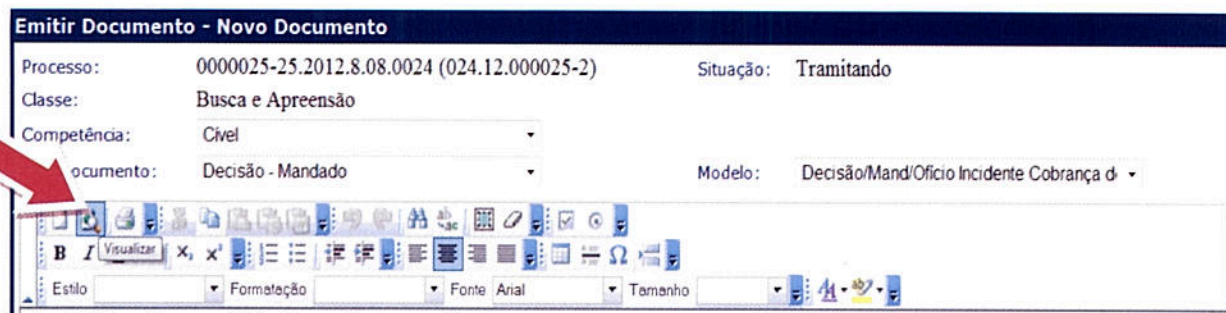 Emitir Documento - Novo Documento
Processo: 0000025-25.2012.8.08.0024 (024.12.000025-2) Situação: Tramitando
Classe: Busca e Apreensão
Competência: Cível
ocumento: Decisão - Mandado Modelo: Decisão/Mand/Ofício Incidente Cobrança d
B I Visualizar X, x²
Estilo Formatação Fonte Arial Tamanho